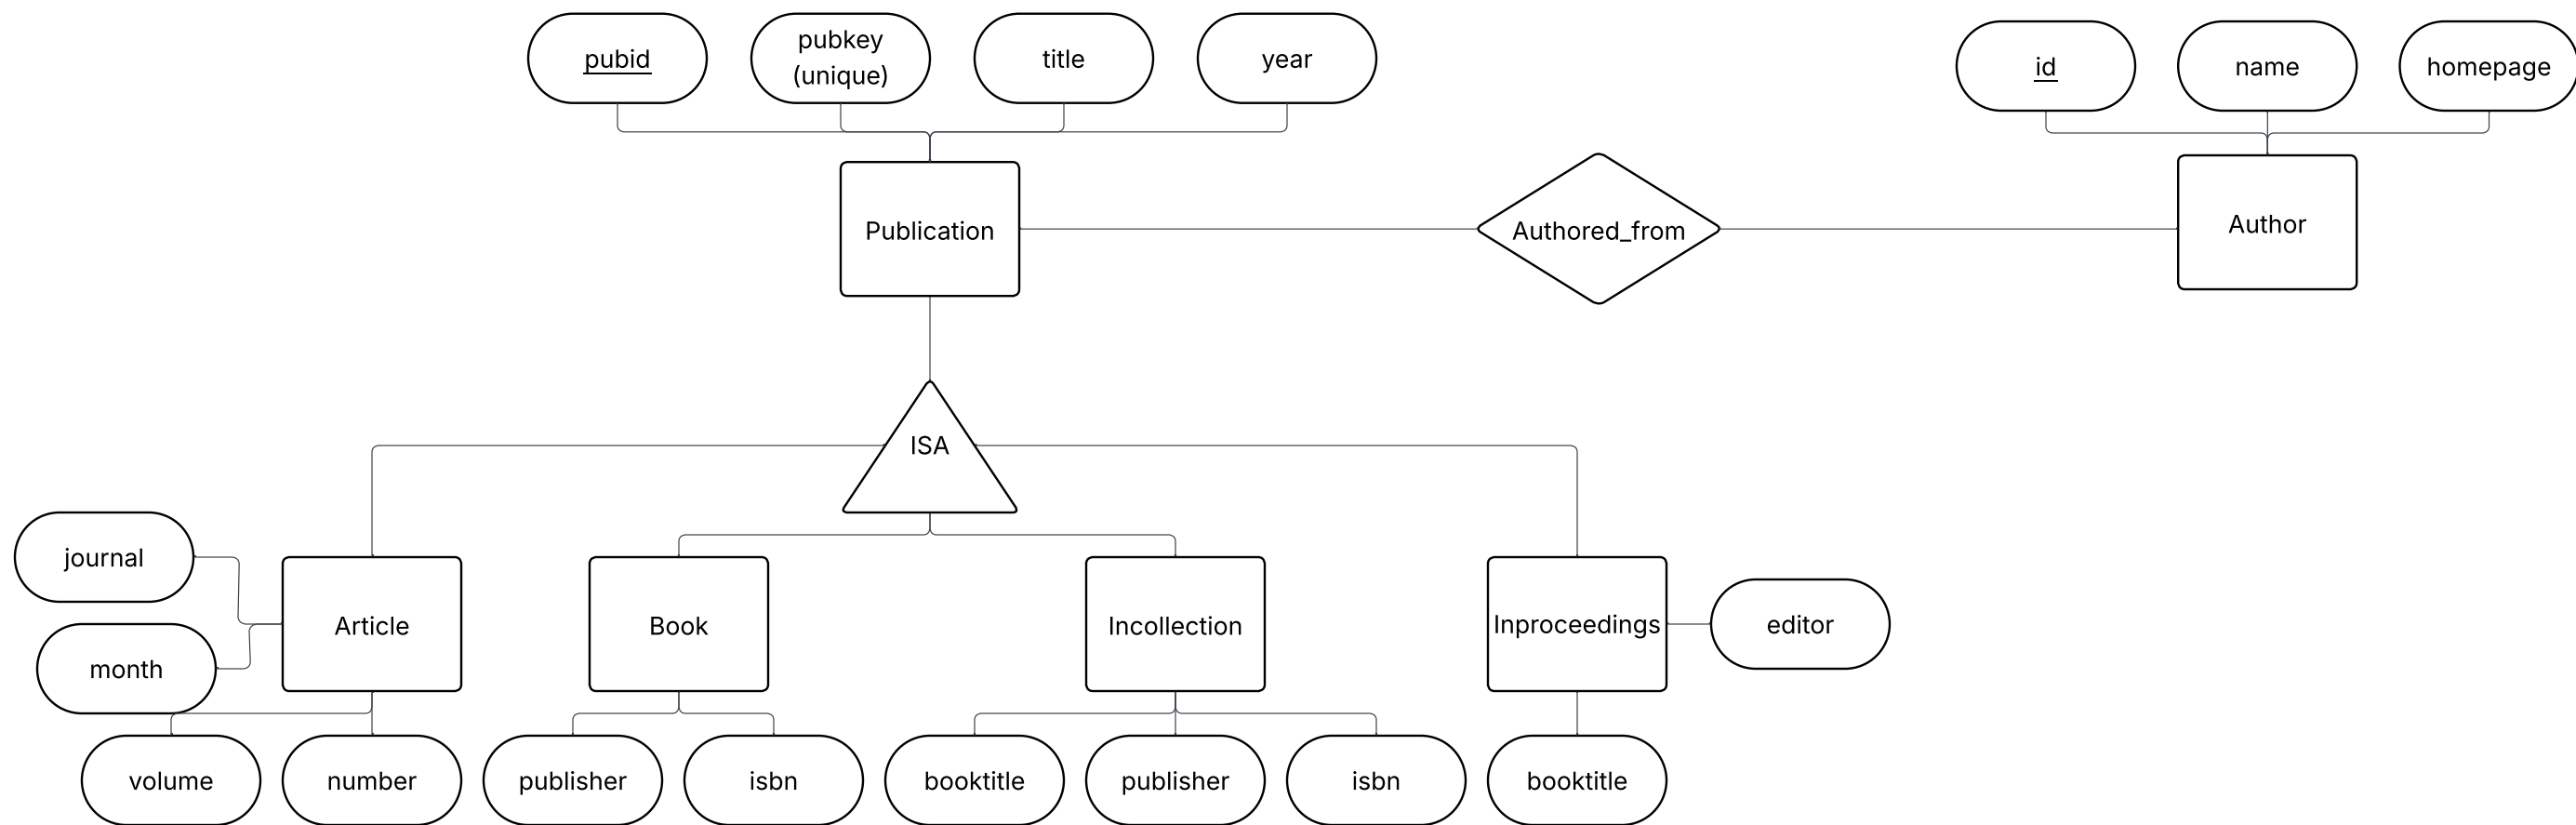 pubid
pubkey
(unique)
title
year
id
name
homepage
Publication
Authored_from
Author
ISA
journal
month
Article
Book
Incollection
Inproceedings
editor
volume
number
publisher
isbn
booktitle
publisher
isbn
booktitle